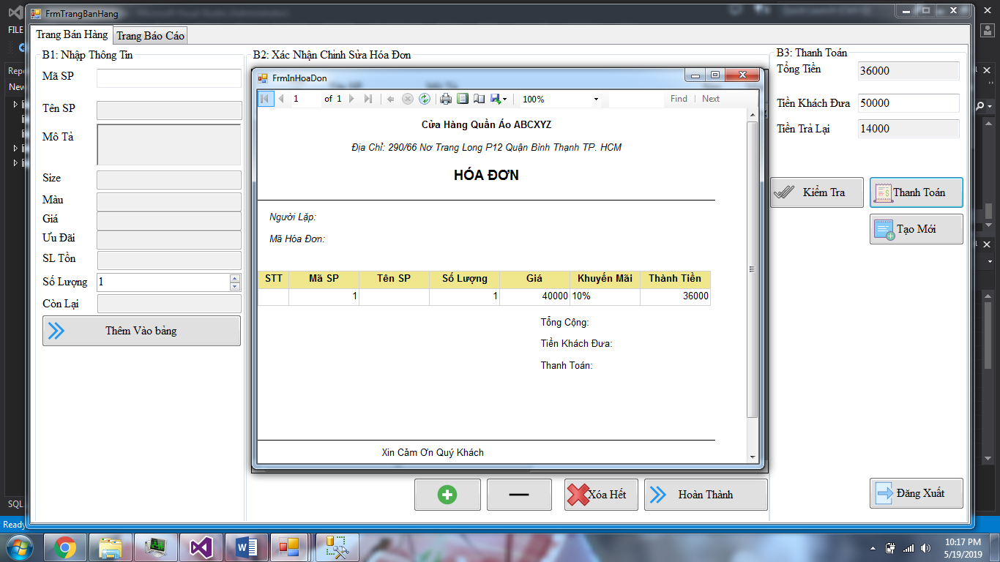 FrmTrangBanHang
FILE
Trang Bán Hàng
Trang Báo Cáo
B1: Nhập Thông Tin
Mã SP
Tên SP
Mô Tả
Size
Màu
Giá
Ưu Đãi
SL Tồn
Số Lượng 1
Còn Lại
Thêm Vào bảng
B2: Xác Nhận Chỉnh Sửa Hóa Đơn
FrmInHoaDon
1 of 1 100% Find Next
Cửa Hàng Quần Áo ABCXYZ
Địa Chỉ: 290/66 Nơ Trang Long P12 Quận Bình Thạnh TP. HCM
HÓA ĐƠN
Người Lập:
Mã Hóa Đơn:
STT Mã SP Tên SP Số Lượng Giá Khuyến Mãi Thành Tiền
1 1 40000 10% 36000
Tổng Cộng:
Tiền Khách Đưa:
Thanh Toán:
Xin Cảm Ơn Quý Khách
Xóa Hết
Hoàn Thành
B3: Thanh Toán
Tổng Tiền 36000
Tiền Khách Đưa 50000
Tiền Trả Lại 14000
Kiểm Tra
Thanh Toán
Tạo Mới
Đăng Xuất
Repo
New
SQL
Ready
10:17 PM
5/19/2019